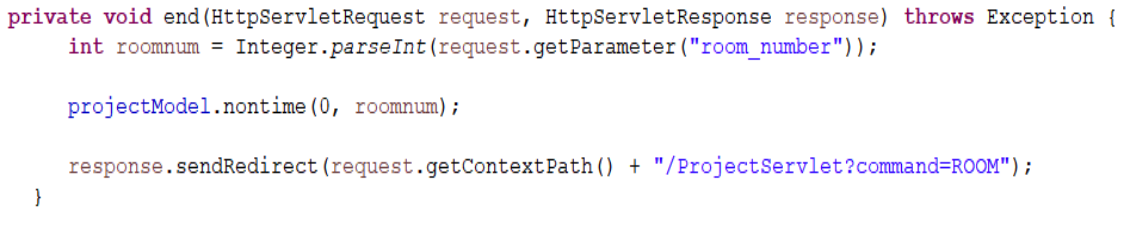 private void end(HttpServletRequest request, HttpServletResponse response) throws Exception {
int roomnum = Integer.parseInt(request.getParameter("room_number"));
projectModel.nontime(0, roomnum);
response.sendRedirect(request.getContextPath() + "/ProjectServlet?command=ROOM");
}